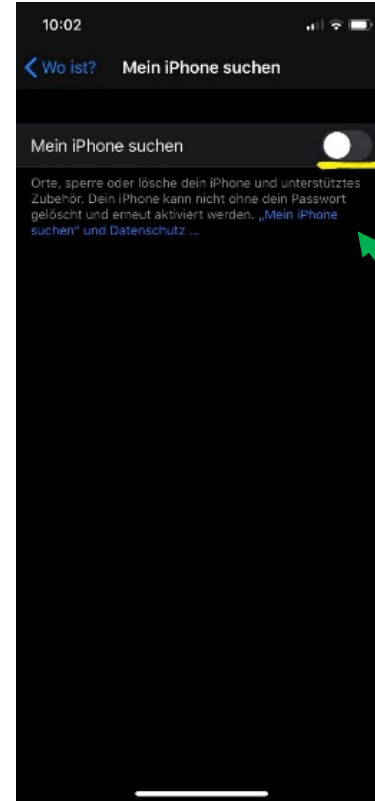 10:02
Wo ist? Mein iPhone suchen
Mein iPhone suchen
Orte, sperre oder lösche dein iPhone und unterstütztes
Zubehör. Dein iPhone kann nicht ohne dein Passwort
gelöscht und erneut aktiviert werden. „Mein iPhone
suchen" und Datenschutz ...